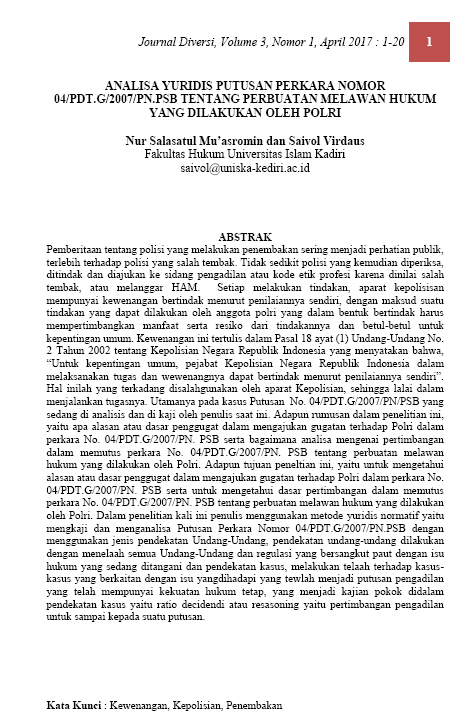 Journal Diversi, Volume 3, Nomor 1, April 2017 : 1-20 1
ANALISA YURIDIS PUTUSAN PERKARA NOMOR
04/PDT.G/2007/PN.PSB TENTANG PERBUATAN MELAWAN HUKUM
YANG DILAKUKAN OLEH POLRI
Nur Salasatul Mu’asromin dan Saivol Virdaus
Fakultas Hukum Universitas Islam Kadiri
saivol@uniska-kediri.ac.id
ABSTRAK
Pemberitaan tentang polisi yang melakukan penembakan sering menjadi perhatian publik,
terlebih terhadap polisi yang salah tembak. Tidak sedikit polisi yang kemudian diperiksa,
ditindak dan diajukan ke sidang pengadilan atau kode etik profesi karena dinilai salah
tembak, atau melanggar HAM. Setiap melakukan tindakan, aparat kepolisian
mempunyai kewenangan bertindak menurut penilaiannya sendiri, dengan maksud suatu
tindakan yang dapat dilakukan oleh anggota polri yang dalam bentuk bertindak harus
mempertimbangkan manfaat serta resiko dari tindakannya dan betul-betul untuk
kepentingan umum. Kewenangan ini tertulis dalam Pasal 18 ayat (1) Undang-Undang No.
2 Tahun 2002 tentang Kepolisian Negara Republik Indonesia yang menyatakan bahwa,
“Untuk kepentingan umum, pejabat Kepolisian Negara Republik Indonesia dalam
melaksanakan tugas dan wewenangnya dapat bertindak menurut penilaiannya sendiri”.
Hal inilah yang terkadang disalahgunakan oleh aparat Kepolisian, sehingga lalai dalam
menjalankan tugasnya. Utamanya pada kasus Putusan No. 04/PDT.G/2007/PN/PSB yang
sedang di analisis dan di kaji oleh penulis saat ini. Adapun rumusan dalam penelitian ini,
yaitu apa alasan atau dasar penggugat dalam mengajukan gugatan terhadap Polri dalam
perkara No. 04/PDT.G/2007/PN. PSB serta bagaimana analisa mengenai pertimbangan
dalam memutus perkara No. 04/PDT.G/2007/PN. PSB tentang perbuatan melawan
hukum yang dilakukan oleh Polri. Adapun tujuan peneltian ini, yaitu untuk mengetahui
alasan atau dasar penggugat dalam mengajukan gugatan terhadap Polri dalam perkara No.
04/PDT.G/2007/PN. PSB serta untuk mengetahui dasar pertimbangan dalam memutus
perkara No. 04/PDT.G/2007/PN. PSB tentang perbuatan melawan hukum yang dilakukan
oleh Polri. Dalam penelitian kali ini penulis menggunakan metode yuridis normatif yaitu
mengkaji dan menganalisa Putusan Perkara Nomor 04/PDT.G/2007/PN.PSB dengan
menggunakan jenis pendekatan Undang-Undang, pendekatan undang-undang dilakukan
dengan menelaah semua Undang-Undang dan regulasi yang bersangkut paut dengan isu
hukum yang sedang ditangani dan pendekatan kasus, melakukan telaah terhadap kasus-
kasus yang berkaitan dengan isu yangdihadapi yang tewlah menjadi putusan pengadilan
yang telah mempunyai kekuatan hukum tetap, yang menjadi kajian pokok didalam
pendekatan kasus yaitu ratio decidendi atau resasoning yaitu pertimbangan pengadilan
untuk sampai kepada suatu putusan.
Kata Kunci : Kewenangan, Kepolisian, Penembakan